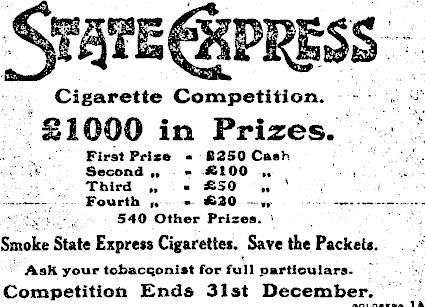 STATE EXPRESS
Cigarette Competition.
£1000 in Prizes.
First Prize - £250 Cash
Second „ - £100 „
Third „ - £50 „
Fourth „ - £20 „
540 Other Prizes.
Smoke State Express Cigarettes. Save the Packets.
Ask your tobacconist for full particulars.
Competition Ends 31st December.
1A